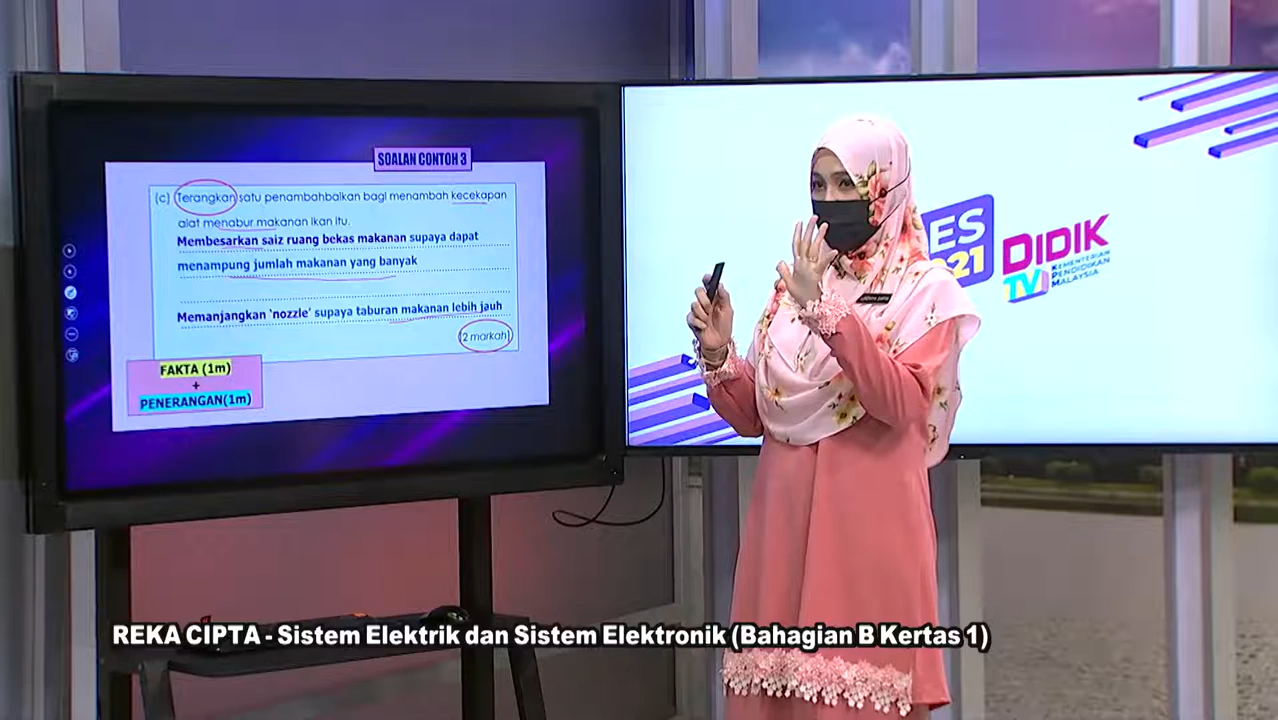 SOALAN CONTOH 3
(c) Terangkan satu penambahbaikan bagi menambah kecekapan
alat menabur makanan ikan itu.
Membesarkan saiz ruang bekas makanan supaya dapat
menampung jumlah makanan yang banyak
Memanjangkan 'nozzle' supaya taburan makanan lebih jauh
[2 markah]
FAKTA (1m)
+
PENERANGAN(1m)
ES
21
DIDIK
TV
KEMENTERIAN
PENDIDIKAN
MALAYSIA
REKA CIPTA - Sistem Elektrik dan Sistem Elektronik (Bahagian B Kertas 1)